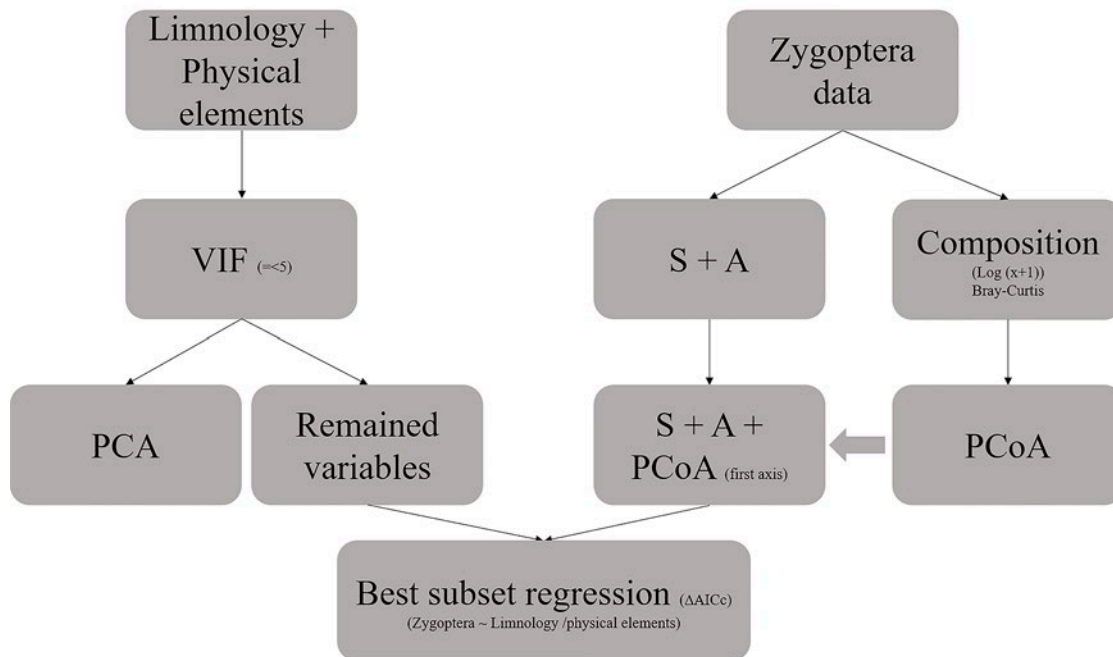 Limnology +
Physical
elements
Zygoptera
data
VIF (=<5)
S + A
Composition
(Log (x+1))
Bray-Curtis
PCA
Remained
variables
S + A +
PCoA (first axis)
PCoA
Best subset regression (ΔAICc)
(Zygoptera ~ Limnology /physical elements)